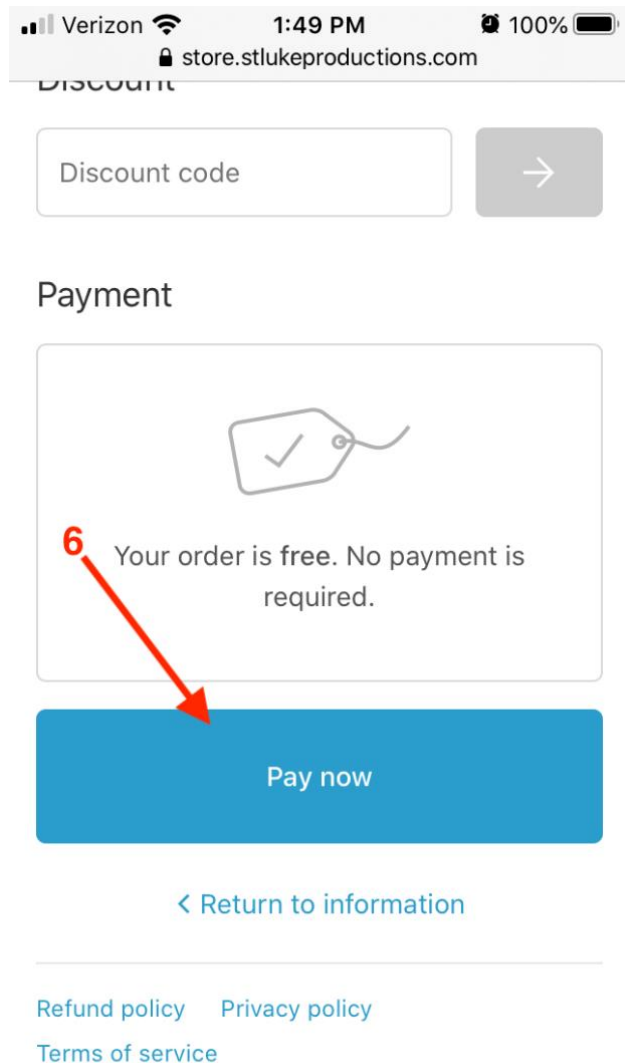 Verizon 1:49 PM 100%
store.stlukeproductions.com
Discount
Discount code
Payment
6
Your order is free. No payment is
required.
Pay now
< Return to information
Refund policy Privacy policy
Terms of service